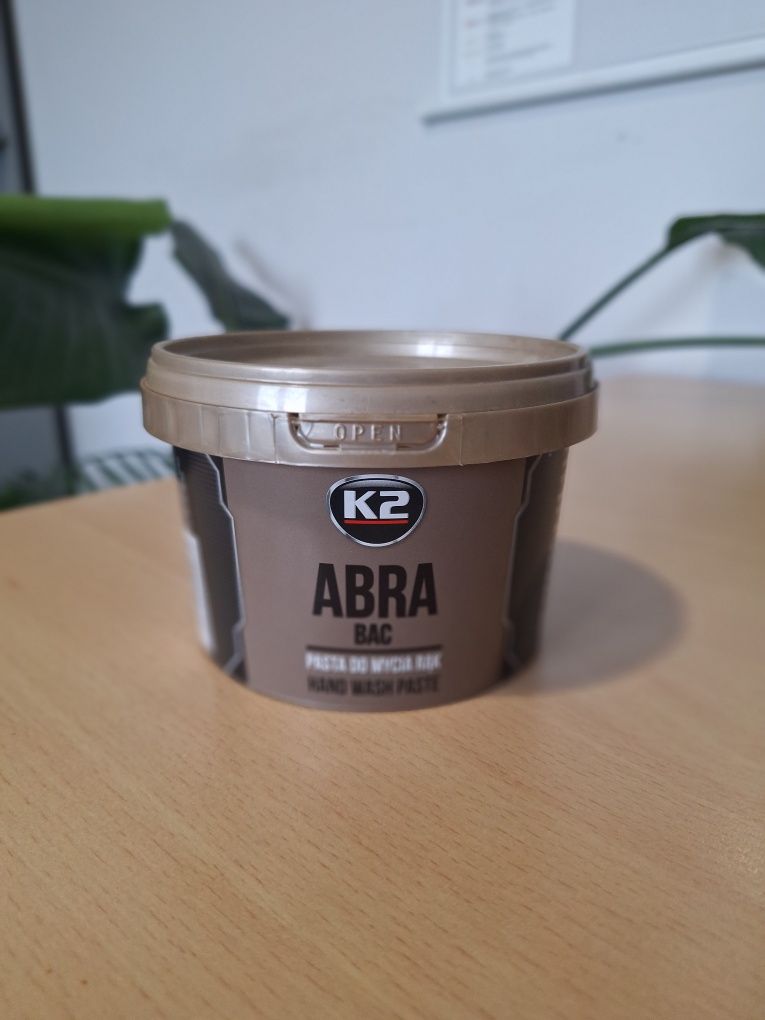 OPEN
K2
ABRA
BAC
PASTA DO MYCIA RĄK
HAND WASH PASTE